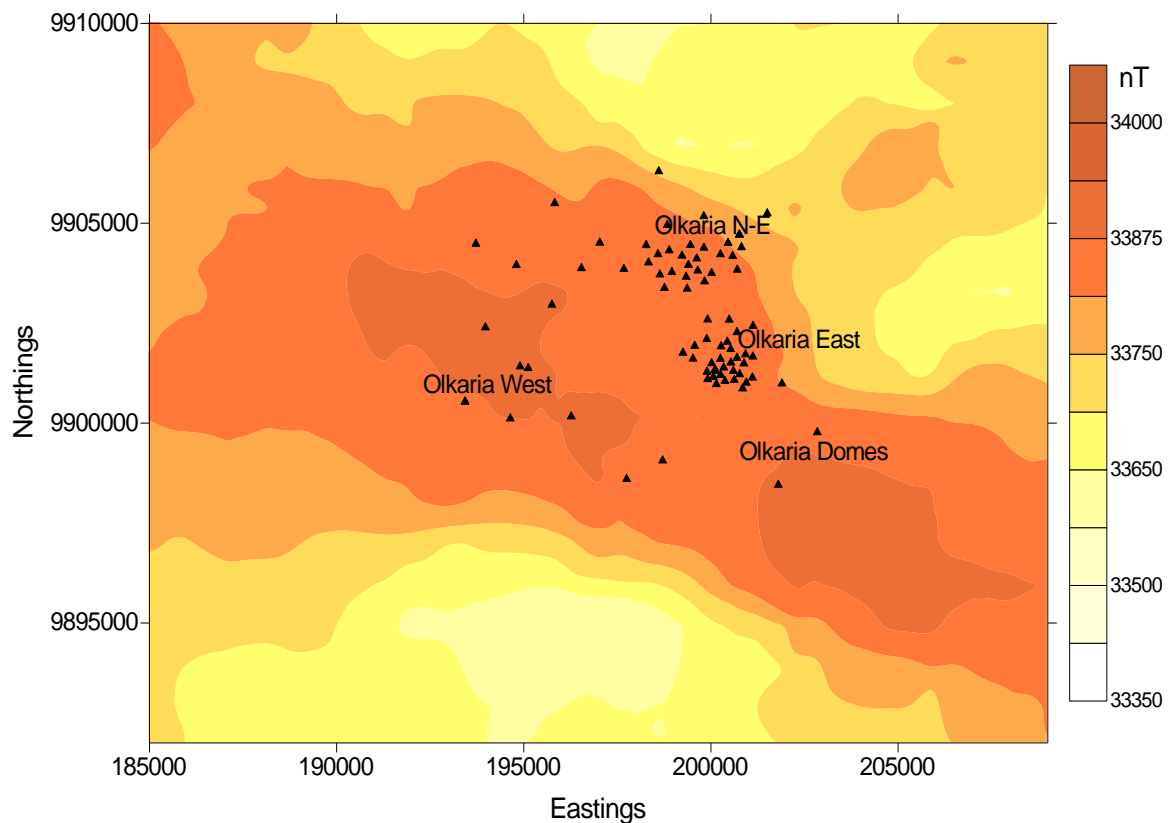 9910000
9905000
9900000
9895000
Northings
185000
190000
195000
200000
205000
Eastings
Olkaria N-E
Olkaria East
Olkaria West
Olkaria Domes
nT
34000
33875
33750
33650
33500
33350